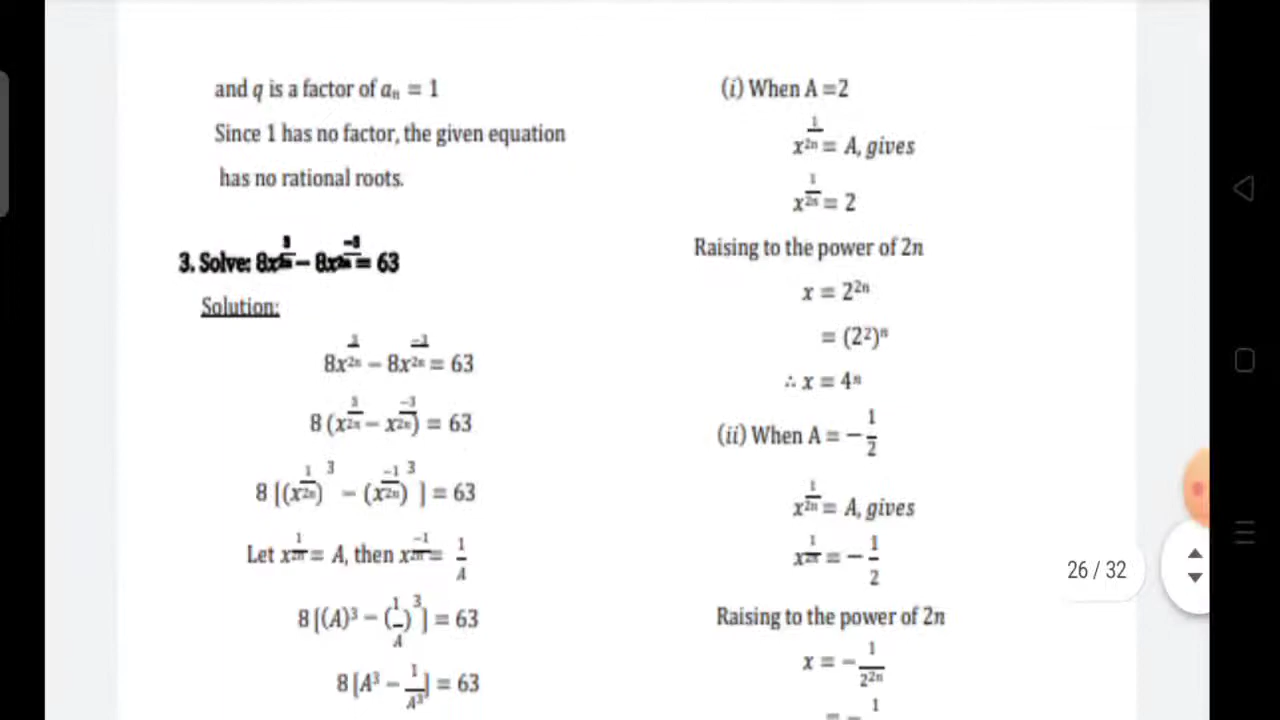 and q is a factor of aₙ = 1
Since 1 has no factor, the given equation
has no rational roots.
3. Solve: 8x^(3/2n) − 8x^(−3/2n) = 63
Solution:
8x^(3/2n) − 8x^(−3/2n) = 63
8 (x^(3/2n) − x^(−3/2n)) = 63
8 [(x^(1/2n))^3 − (x^(−1/2n))^3] = 63
Let x^(1/2n) = A, then x^(−1/2n) = 1/A
8 [(A)³ − (1/A)^3] = 63
8 [A³ − 1/A³] = 63
(i) When A =2
x^(1/2n) = A, gives
x^(1/2n) = 2
Raising to the power of 2n
x = 2²ⁿ
= (2²)ⁿ
∴ x = 4ⁿ
(ii) When A = − 1/2
x^(1/2n) = A, gives
x^(1/2n) = − 1/2
Raising to the power of 2n
x = − 1/2²ⁿ
= − 1
26 / 32